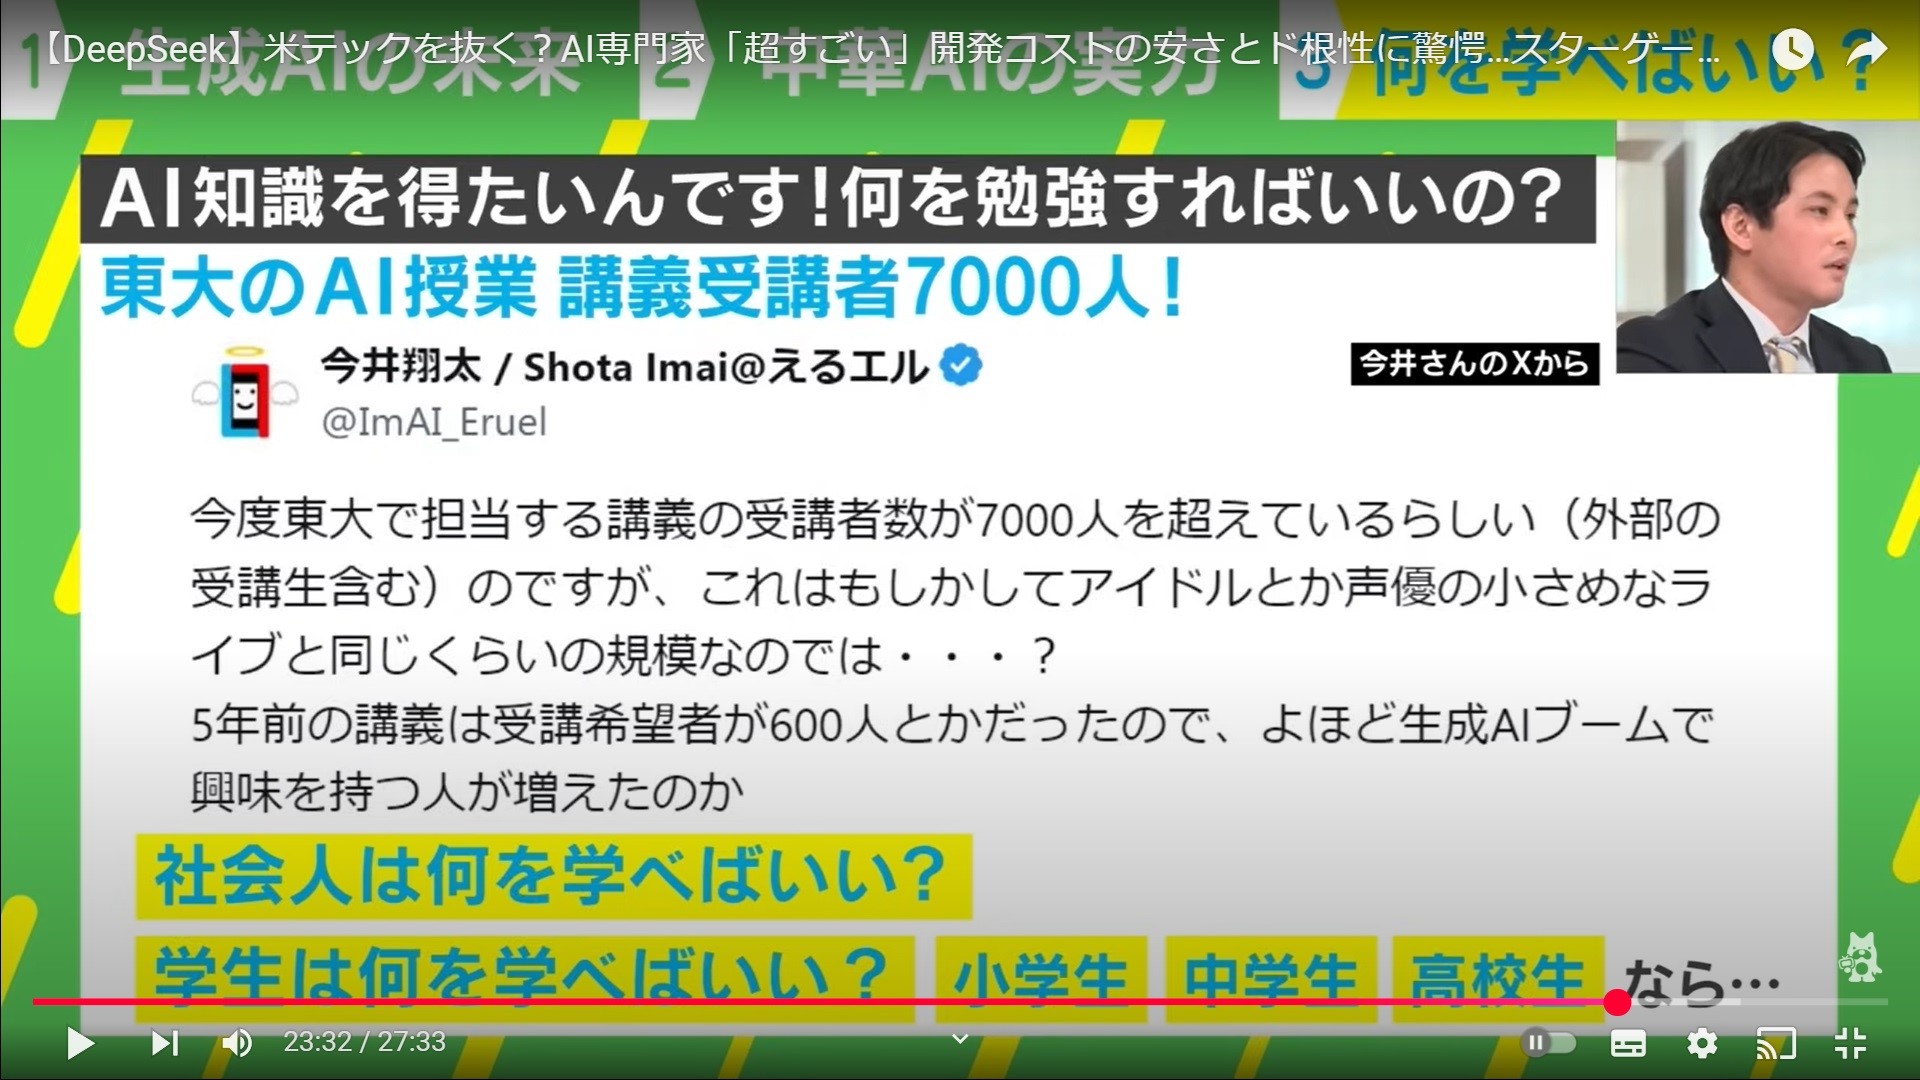 【DeepSeek】米テックを抜く？AI専門家「超すごい」開発コストの安さとド根性に驚愕...スターゲー ...
1 生成AIの未来 2 中華AIの実力 3 何を学べばいい？
AI知識を得たいんです！何を勉強すればいいの？
東大のAI授業 講義受講者7000人！
今井翔太 / Shota Imai@えるエル
@ImAI_Eruel
今井さんのXから
今度東大で担当する講義の受講者数が7000人を超えているらしい（外部の
受講生含む）のですが、これはもしかしてアイドルとか声優の小さめなラ
イブと同じくらいの規模なのでは・・・？
5年前の講義は受講希望者が600人とかだったので、よほど生成AIブームで
興味を持つ人が増えたのか
社会人は何を学べばいい？
学生は何を学べばいい？ 小学生 中学生 高校生 なら…
23:32 / 27:33